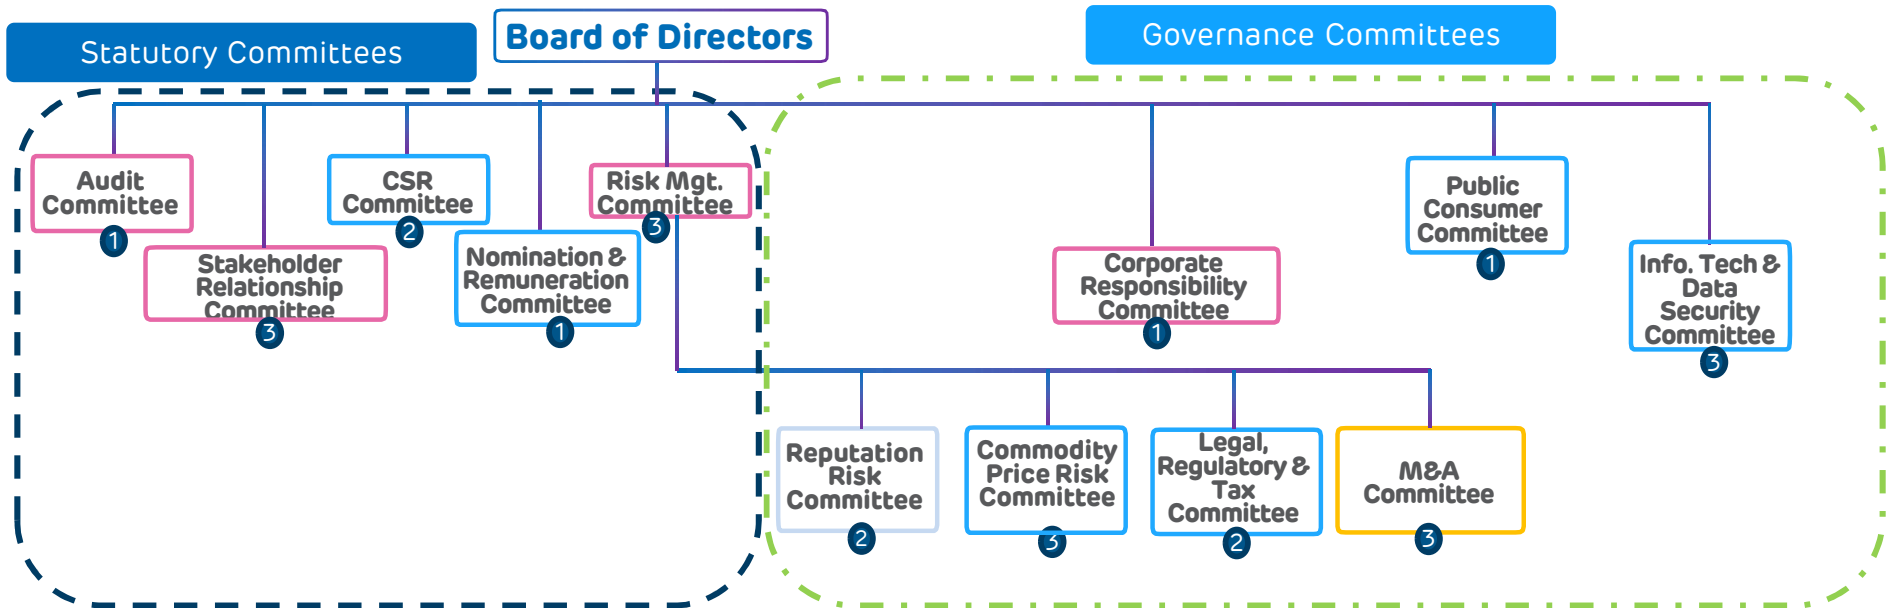 Statutory Committees
Board of Directors
Governance Committees
Audit
Committee
1
Stakeholder
Relationship
Committee
3
CSR
Committee
2
Nomination &
Remuneration
Committee
1
Risk Mgt.
Committee
3
Corporate
Responsibility
Committee
1
Public
Consumer
Committee
1
Info. Tech &
Data
Security
Committee
3
Reputation
Risk
Committee
2
Commodity
Price Risk
Committee
3
Legal,
Regulatory &
Tax
Committee
2
M&A
Committee
3